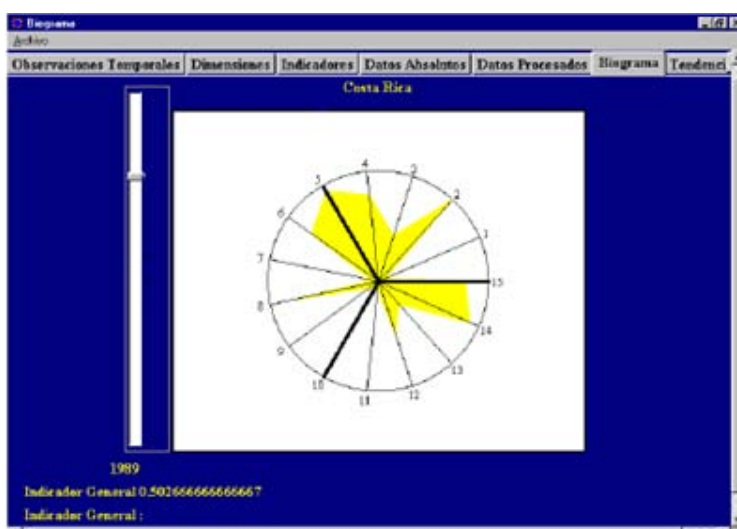 Biograma
Archivo
Observaciones Temporales Dimensiones Indicadores Datos Absolutos Datos Procesados Biograma Tendenci
Costa Rica
4
3
5
2
6
1
7
15
8
14
9
13
10
11
12
1989
Indicador General 0,502666666666667
Indicador General :